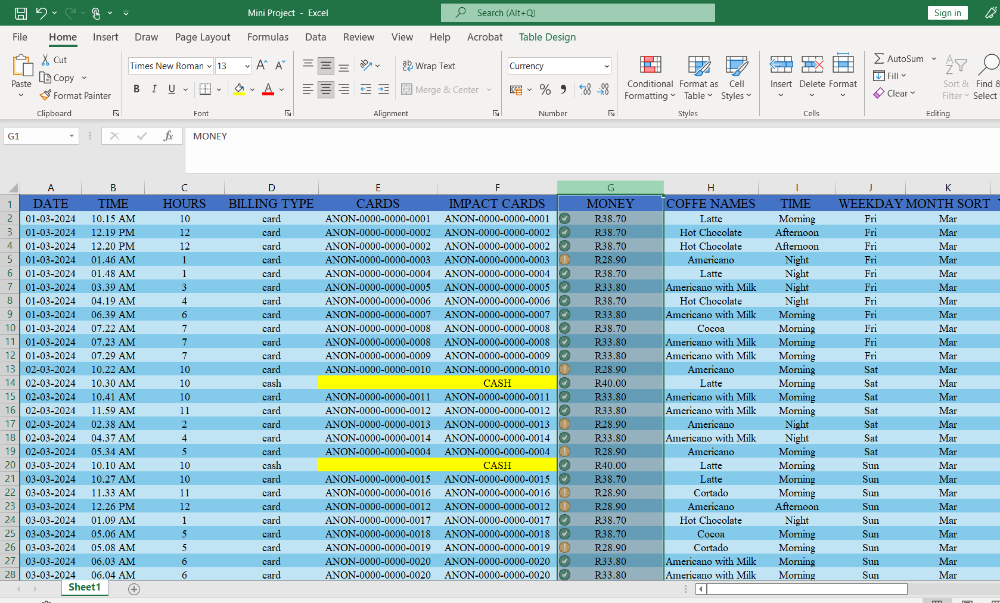 Mini Project - Excel
Search (Alt+Q)
Sign in
File Home Insert Draw Page Layout Formulas Data Review View Help Acrobat Table Design
Paste
Cut
Copy
Format Painter
Clipboard
Times New Roman 13
B I U
Font
Wrap Text
Merge & Center
Alignment
Currency
Number
Conditional Formatting
Format as Table
Cell Styles
Styles
Insert Delete Format
Cells
AutoSum
Fill
Clear
Sort & Filter
Find & Select
Editing
G1 fx MONEY
A B C D E F G H I J K
1 DATE TIME HOURS BILLING TYPE CARDS IMPACT CARDS MONEY COFFE NAMES TIME WEEKDAY MONTH SORT
2 01-03-2024 10.15 AM 10 card ANON-0000-0000-0001 ANON-0000-0000-0001 R38.70 Latte Morning Fri Mar
3 01-03-2024 12.19 PM 12 card ANON-0000-0000-0002 ANON-0000-0000-0002 R38.70 Hot Chocolate Afternoon Fri Mar
4 01-03-2024 12.20 PM 12 card ANON-0000-0000-0002 ANON-0000-0000-0002 R38.70 Hot Chocolate Afternoon Fri Mar
5 01-03-2024 01.46 AM 1 card ANON-0000-0000-0003 ANON-0000-0000-0003 R28.90 Americano Night Fri Mar
6 01-03-2024 01.48 AM 1 card ANON-0000-0000-0004 ANON-0000-0000-0004 R38.70 Latte Night Fri Mar
7 01-03-2024 03.39 AM 3 card ANON-0000-0000-0005 ANON-0000-0000-0005 R33.80 Americano with Milk Night Fri Mar
8 01-03-2024 04.19 AM 4 card ANON-0000-0000-0006 ANON-0000-0000-0006 R38.70 Hot Chocolate Night Fri Mar
9 01-03-2024 06.39 AM 6 card ANON-0000-0000-0007 ANON-0000-0000-0007 R33.80 Americano with Milk Morning Fri Mar
10 01-03-2024 07.22 AM 7 card ANON-0000-0000-0008 ANON-0000-0000-0008 R38.70 Cocoa Morning Fri Mar
11 01-03-2024 07.23 AM 7 card ANON-0000-0000-0008 ANON-0000-0000-0008 R33.80 Americano with Milk Morning Fri Mar
12 01-03-2024 07.29 AM 7 card ANON-0000-0000-0009 ANON-0000-0000-0009 R33.80 Americano with Milk Morning Fri Mar
13 02-03-2024 10.22 AM 10 card ANON-0000-0000-0010 ANON-0000-0000-0010 R28.90 Americano Morning Sat Mar
14 02-03-2024 10.30 AM 10 cash CASH R40.00 Latte Morning Sat Mar
15 02-03-2024 10.41 AM 10 card ANON-0000-0000-0011 ANON-0000-0000-0011 R33.80 Americano with Milk Morning Sat Mar
16 02-03-2024 11.59 AM 11 card ANON-0000-0000-0012 ANON-0000-0000-0012 R33.80 Americano with Milk Morning Sat Mar
17 02-03-2024 02.38 AM 2 card ANON-0000-0000-0013 ANON-0000-0000-0013 R28.90 Americano Night Sat Mar
18 02-03-2024 04.37 AM 4 card ANON-0000-0000-0014 ANON-0000-0000-0014 R33.80 Americano with Milk Night Sat Mar
19 02-03-2024 05.34 AM 5 card ANON-0000-0000-0004 ANON-0000-0000-0004 R28.90 Americano Morning Sat Mar
20 03-03-2024 10.10 AM 10 cash CASH R40.00 Latte Morning Sun Mar
21 03-03-2024 10.27 AM 10 card ANON-0000-0000-0015 ANON-0000-0000-0015 R38.70 Latte Morning Sun Mar
22 03-03-2024 11.33 AM 11 card ANON-0000-0000-0016 ANON-0000-0000-0016 R28.90 Cortado Morning Sun Mar
23 03-03-2024 12.26 PM 12 card ANON-0000-0000-0012 ANON-0000-0000-0012 R28.90 Americano Afternoon Sun Mar
24 03-03-2024 01.09 AM 1 card ANON-0000-0000-0017 ANON-0000-0000-0017 R38.70 Hot Chocolate Night Sun Mar
25 03-03-2024 05.06 AM 5 card ANON-0000-0000-0018 ANON-0000-0000-0018 R38.70 Cocoa Morning Sun Mar
26 03-03-2024 05.08 AM 5 card ANON-0000-0000-0019 ANON-0000-0000-0019 R28.90 Cortado Morning Sun Mar
27 03-03-2024 06.03 AM 6 card ANON-0000-0000-0020 ANON-0000-0000-0020 R33.80 Americano with Milk Morning Sun Mar
28 03-03-2024 06.04 AM 6 card ANON-0000-0000-0020 ANON-0000-0000-0020 R33.80 Americano with Milk Morning Sun Mar
Sheet1